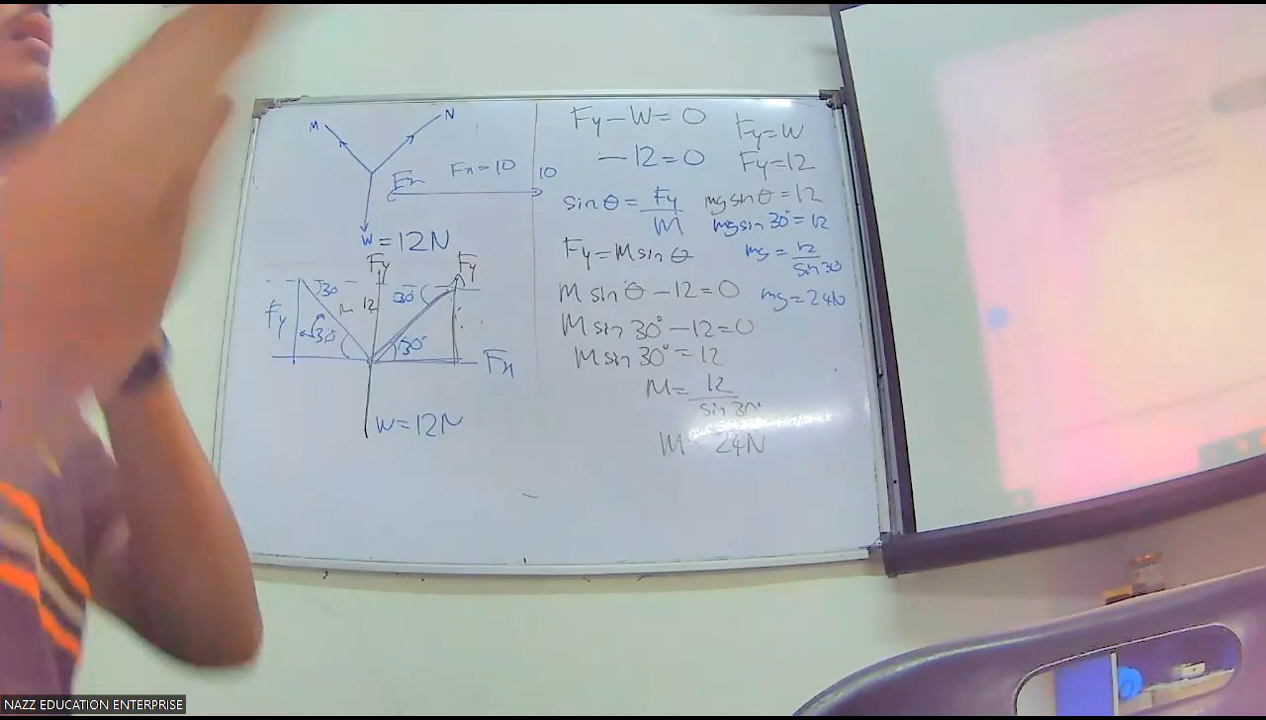 M
N
Fx
Fx=10
10
W=12N
Fy
Fy
30
M
12
30
Fy
30°
30°
Fx
W=12N
Fy-W=0
-12=0
sin θ = Fy/M
Fy=M sin θ
M sin θ -12=0
M sin 30° -12=0
M sin 30° =12
M= 12/sin 30°
M 24N
Fy=W
Fy=12
mg sin θ =12
mg sin 30°=12
mg= 12/sin 30
mg=24N
NAZZ EDUCATION ENTERPRISE